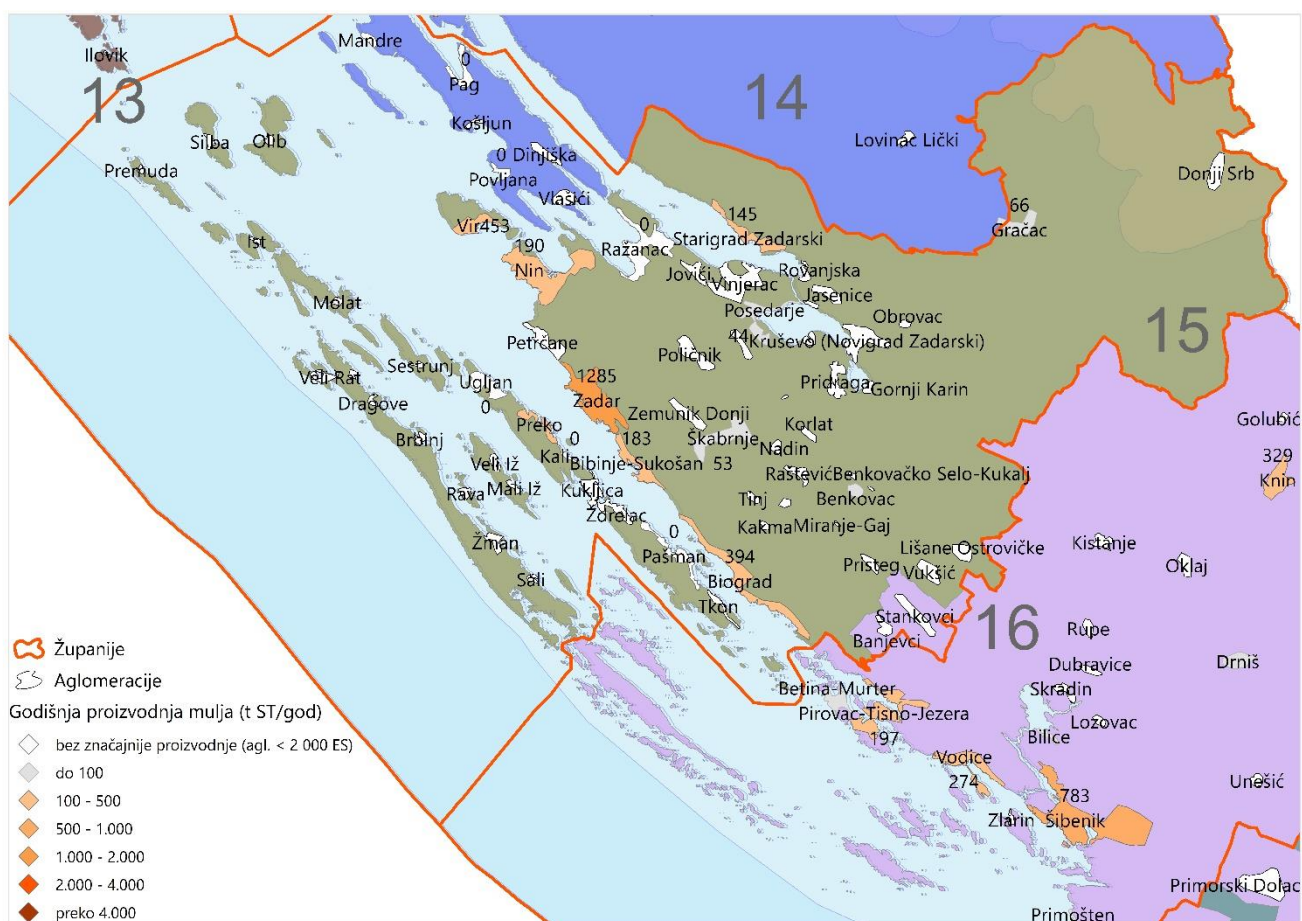 Mandre
Ilovik
0
Pag
13
14
Košljun
Lovinac Lički
Silba
Olib
0 Dinjiška
Premuda
Povljana
Donji Srb
Vlašići
66
Gračac
Vir453
145
0
190
Starigrad Zadarski
Ist
Ražanac
Nin
Jovići
Rovanjska
Vinjerac
Jasenice
Molat
Posedarje
Obrovac
15
Petrčane
44
Kruševo (Novigrad Zadarski)
Poličnik
Sestrunj
Veli Rat
1285
Ugljan
Pridraga
Gornji Karin
Dragove
Zadar
0
Zemunik Donji
Golubić
Preko
Korlat
Brbinj
0
183
Škabrnje
Nadin
Kali
329
Veli Iž
Bibinje-Sukošan 53
Raštević
Benkovačko Selo-Kukalj
Knin
Rava
Mali Iž
Kukljica
Tinj
Benkovac
Ždrelac
Kakma
Miranje-Gaj
0
Žman
Kistanje
Pašman
394
Lišane Ostrovičke
Pristeg
Vukšić
Oklaj
Sali
Biograd
Tkon
Stankovci
16
Rupe
Banjevci
Županije
Drniš
Dubravice
Aglomeracije
Betina-Murter
Skradin
Godišnja proizvodnja mulja (t ST/god)
Pirovac-Tisno-Jezera
Lozovac
197
Bilice
bez značajnije proizvodnje (agl. < 2 000 ES)
Vodice
do 100
274
Unešić
100 - 500
783
Zlarin
Šibenik
500 - 1.000
1.000 - 2.000
2.000 - 4.000
Primorski Dolac
preko 4.000
Primošten